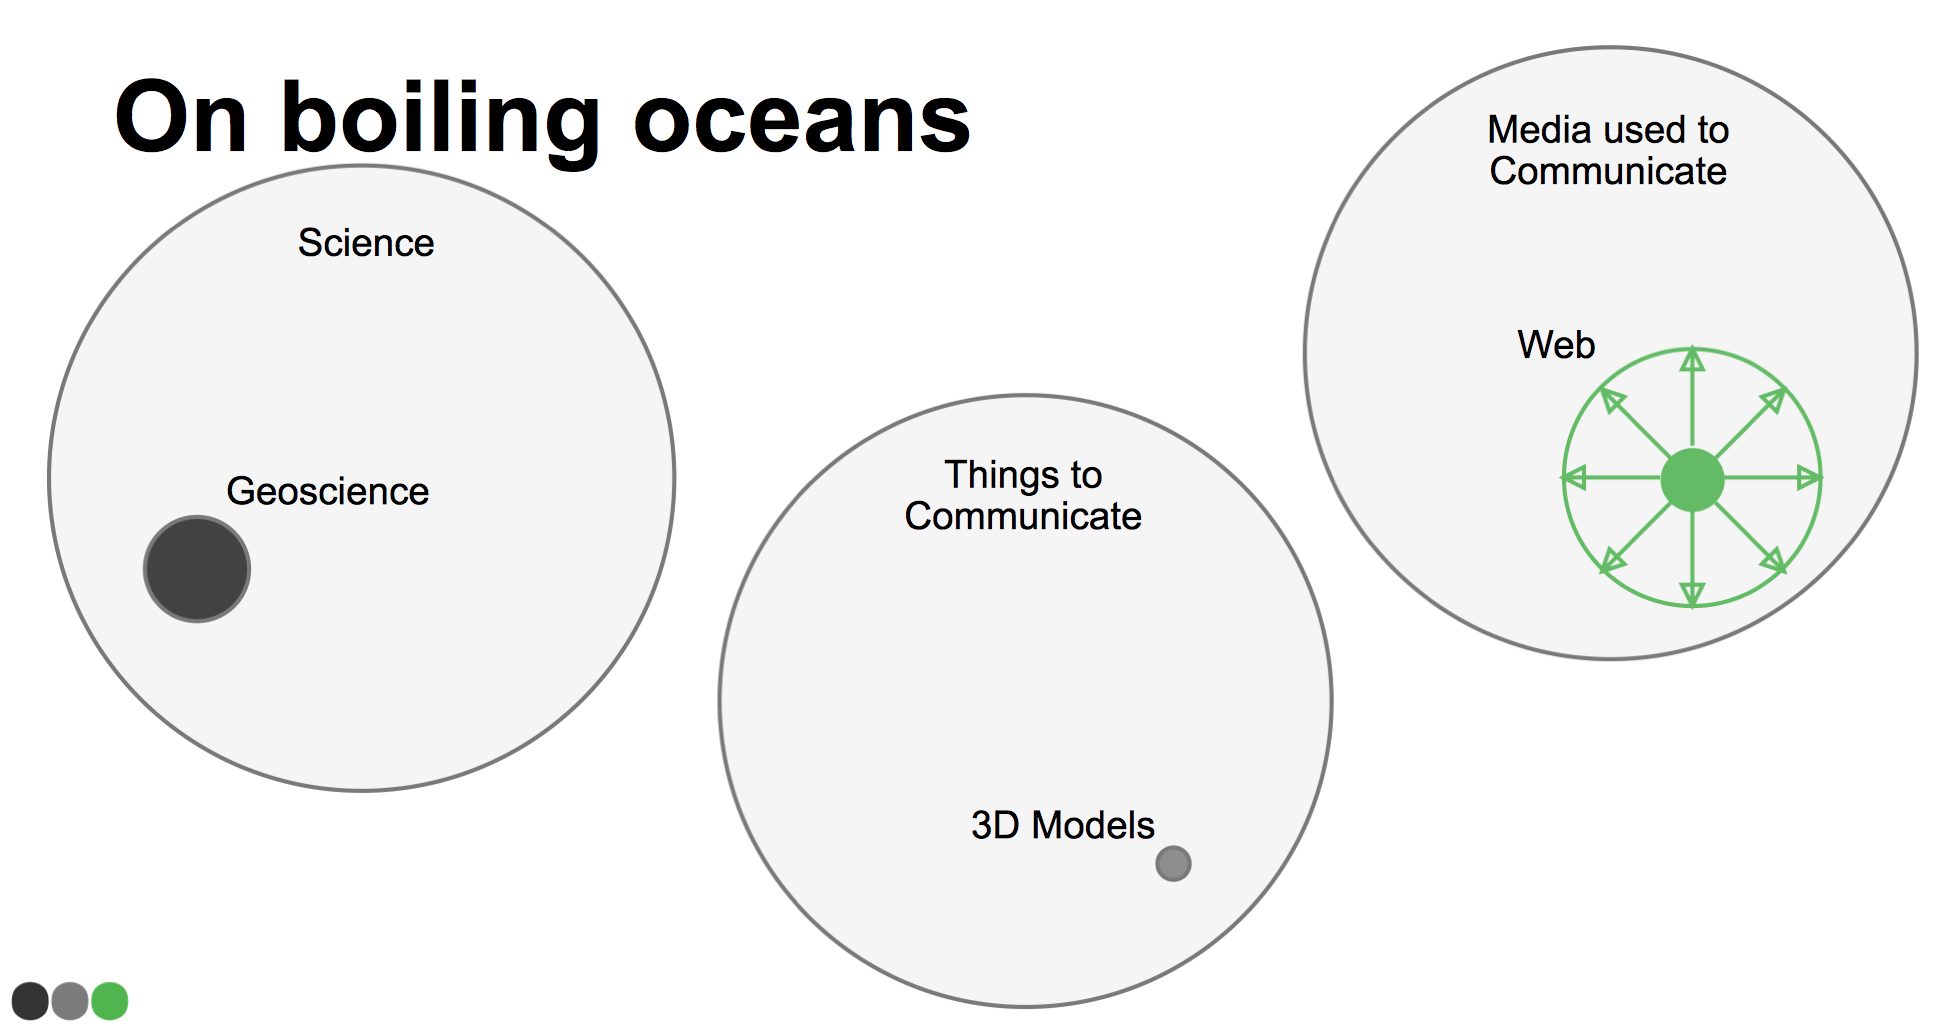 On boiling oceans
Science
Geoscience
Things to
Communicate
3D Models
Media used to
Communicate
Web